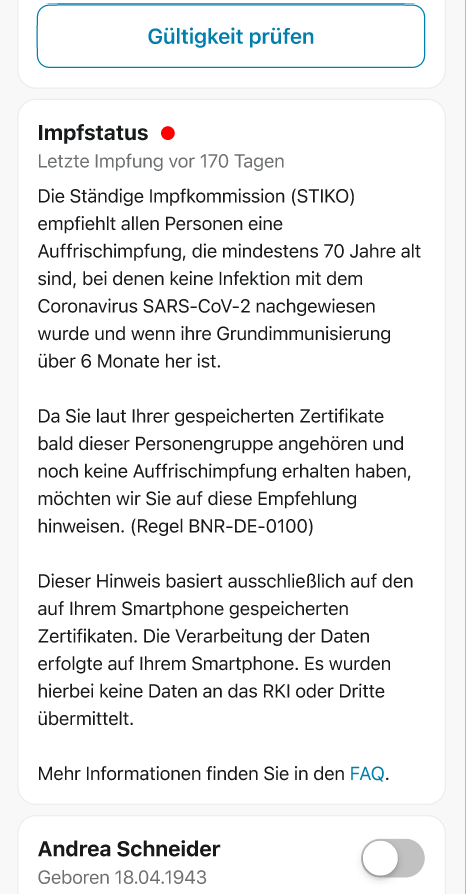 Gültigkeit prüfen
Impfstatus
Letzte Impfung vor 170 Tagen
Die Ständige Impfkommission (STIKO)
empfiehlt allen Personen eine
Auffrischimpfung, die mindestens 70 Jahre alt
sind, bei denen keine Infektion mit dem
Coronavirus SARS-CoV-2 nachgewiesen
wurde und wenn ihre Grundimmunisierung
über 6 Monate her ist.
Da Sie laut Ihrer gespeicherten Zertifikate
bald dieser Personengruppe angehören und
noch keine Auffrischimpfung erhalten haben,
möchten wir Sie auf diese Empfehlung
hinweisen. (Regel BNR-DE-0100)
Dieser Hinweis basiert ausschließlich auf den
auf Ihrem Smartphone gespeicherten
Zertifikaten. Die Verarbeitung der Daten
erfolgte auf Ihrem Smartphone. Es wurden
hierbei keine Daten an das RKI oder Dritte
übermittelt.
Mehr Informationen finden Sie in den FAQ.
Andrea Schneider
Geboren 18.04.1943